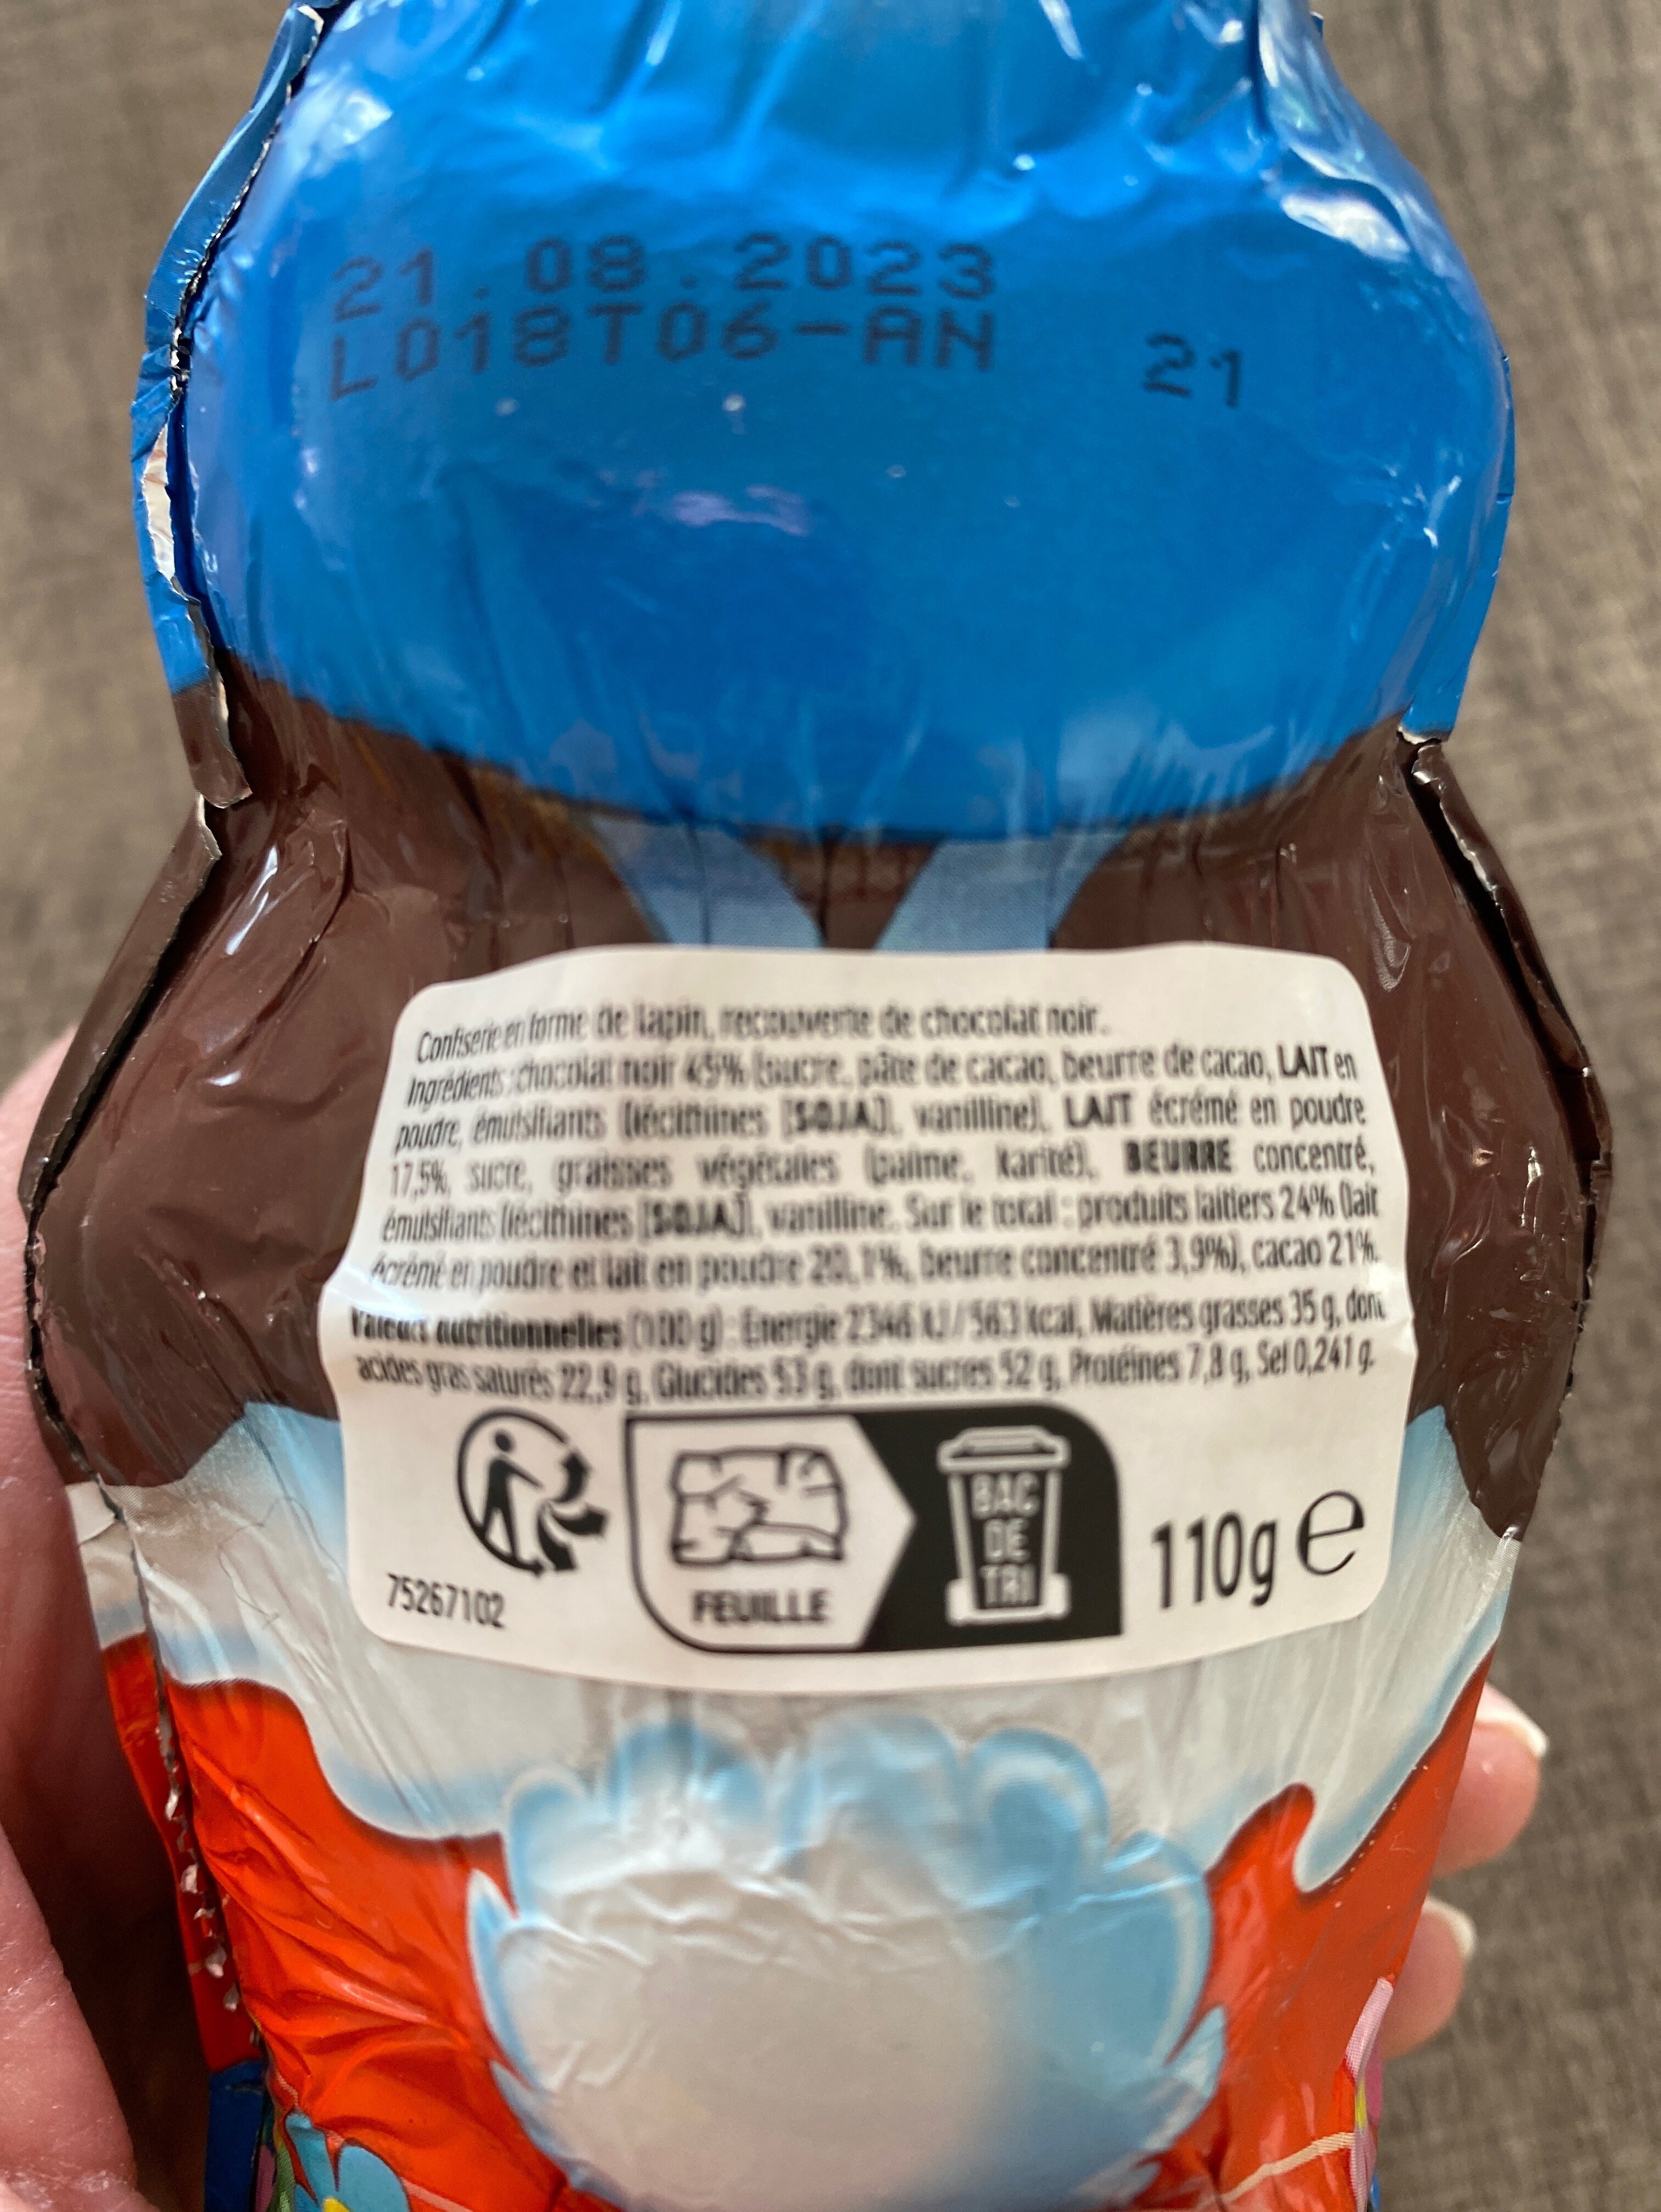 21.08.2023
L018T06-AN 21
Confiserie en forme de lapin, recouverte de chocolat noir.
Ingrédients : chocolat noir 45% (sucre, pâte de cacao, beurre de cacao, LAIT en
poudre, émulsifiants (lécithines [SOJA]), vanilline), LAIT écrémé en poudre
17,5%, sucre, graisses végétales (palme, karité), BEURRE concentré,
émulsifiants (lécithines [SOJA]), vanilline. Sur le total : produits laitiers 24% (lait
écrémé en poudre et lait en poudre 20,1%, beurre concentré 3,9%), cacao 21%.
Valeurs nutritionnelles (100 g) : Energie 2346 kJ/563 kcal, Matières grasses 35 g, dont
acides gras saturés 22,9 g, Glucides 53 g, dont sucres 52 g, Protéines 7,8 g, Sel 0,241 g.
75267102
FEUILLE
BAC
DE
TRI
110g e